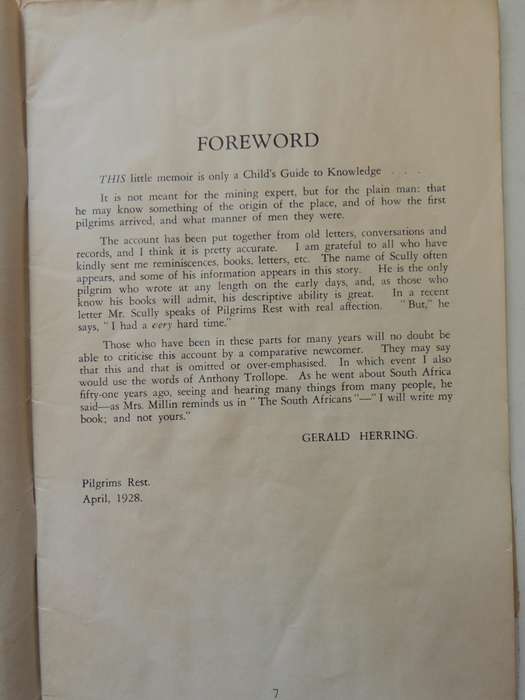 FOREWORD
THIS little memoir is only a Child's Guide to Knowledge . . .
It is not meant for the mining expert, but for the plain man: that
he may know something of the origin of the place, and of how the first
pilgrims arrived, and what manner of men they were.
The account has been put together from old letters, conversations and
records, and I think it is pretty accurate. I am grateful to all who have
kindly sent me reminiscences, books, letters, etc. The name of Scully often
appears, and some of his information appears in this story. He is the only
pilgrim who wrote at any length on the early days, and, as those who
know his books will admit, his descriptive ability is great. In a recent
letter Mr. Scully speaks of Pilgrims Rest with real affection. "But," he
says, "I had a very hard time."
Those who have been in these parts for many years will no doubt be
able to criticise this account by a comparative newcomer. They may say
that this and that is omitted or over-emphasised. In which event I also
would use the words of Anthony Trollope. As he went about South Africa
fifty-one years ago, seeing and hearing many things from many people, he
said—as Mrs. Millin reminds us in "The South Africans"—"I will write my
book; and not yours."
GERALD HERRING.
Pilgrims Rest.
April, 1928.
7